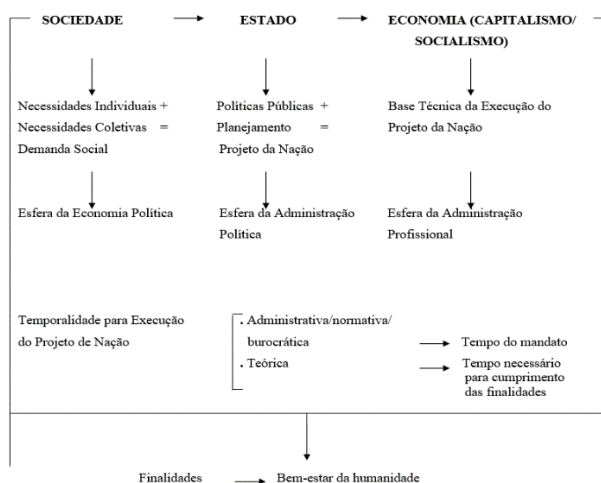 SOCIEDADE ESTADO ECONOMIA (CAPITALISMO/
SOCIALISMO)
Necessidades Individuais +
Necessidades Coletivas =
Demanda Social
Políticas Públicas +
Planejamento =
Projeto da Nação
Base Técnica da Execução do
Projeto da Nação
Esfera da Economia Política
Esfera da Administração
Política
Esfera da Administração
Profissional
Temporalidade para Execução
do Projeto de Nação
. Administrativa/normativa/
burocrática
. Teórica
Tempo do mandato
Tempo necessário
para cumprimento
das finalidades
Finalidades Bem-estar da humanidade